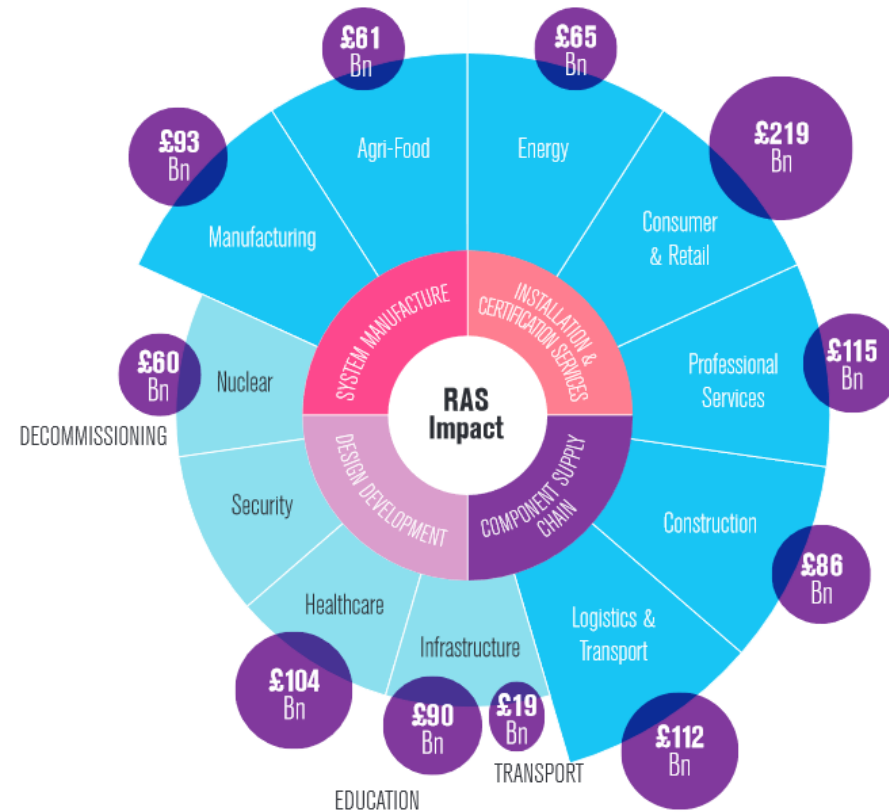 £61
Bn
£65
Bn
£93
Bn
£219
Bn
Agri-Food
Energy
Manufacturing
Consumer
& Retail
SYSTEM MANUFACTURE
INSTALLATION &
CERTIFICATION SERVICES
£60
Bn
DECOMMISSIONING
Nuclear
RAS
Impact
Professional
Services
£115
Bn
Security
DESIGN DEVELOPMENT
COMPONENT SUPPLY
CHAIN
Construction
£86
Bn
Healthcare
Infrastructure
Logistics &
Transport
£104
Bn
£90
Bn
EDUCATION
£19
Bn
TRANSPORT
£112
Bn